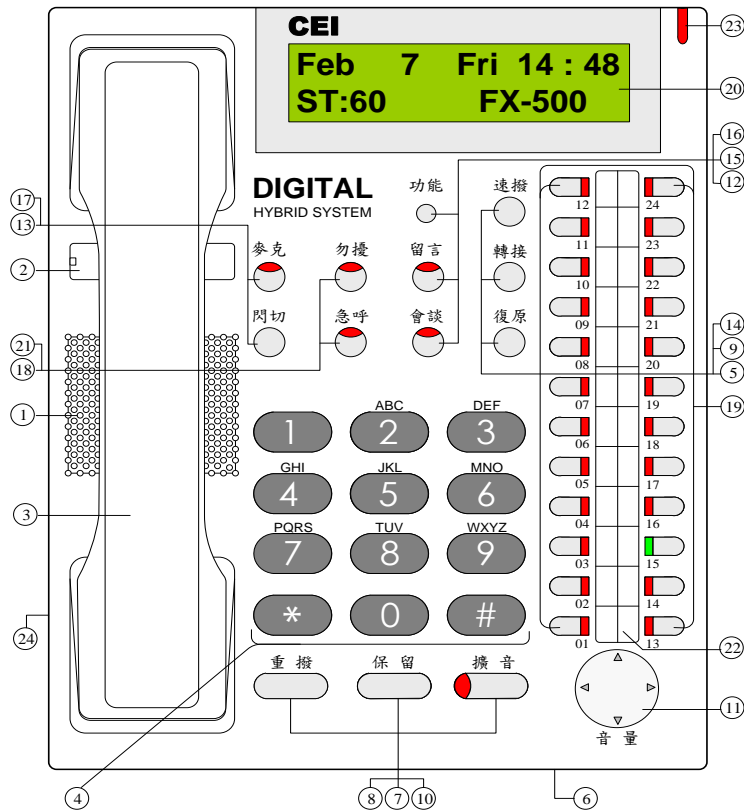 CEI
Feb 7 Fri 14 : 48
ST:60 FX-500
DIGITAL
HYBRID SYSTEM
功能
速撥
麥克
勿擾
留言
轉接
閃切
急呼
會談
復原
1
ABC
2
DEF
3
GHI
4
JKL
5
MNO
6
PQRS
7
TUV
8
WXYZ
9
*
0
#
重 撥
保 留
擴 音
12
24
11
23
10
22
09
21
08
20
07
19
06
18
05
17
04
16
03
15
02
14
01
13
音 量
17
13
2
21
18
1
3
24
4
8
7
10
6
23
20
16
15
12
14
9
5
19
22
11